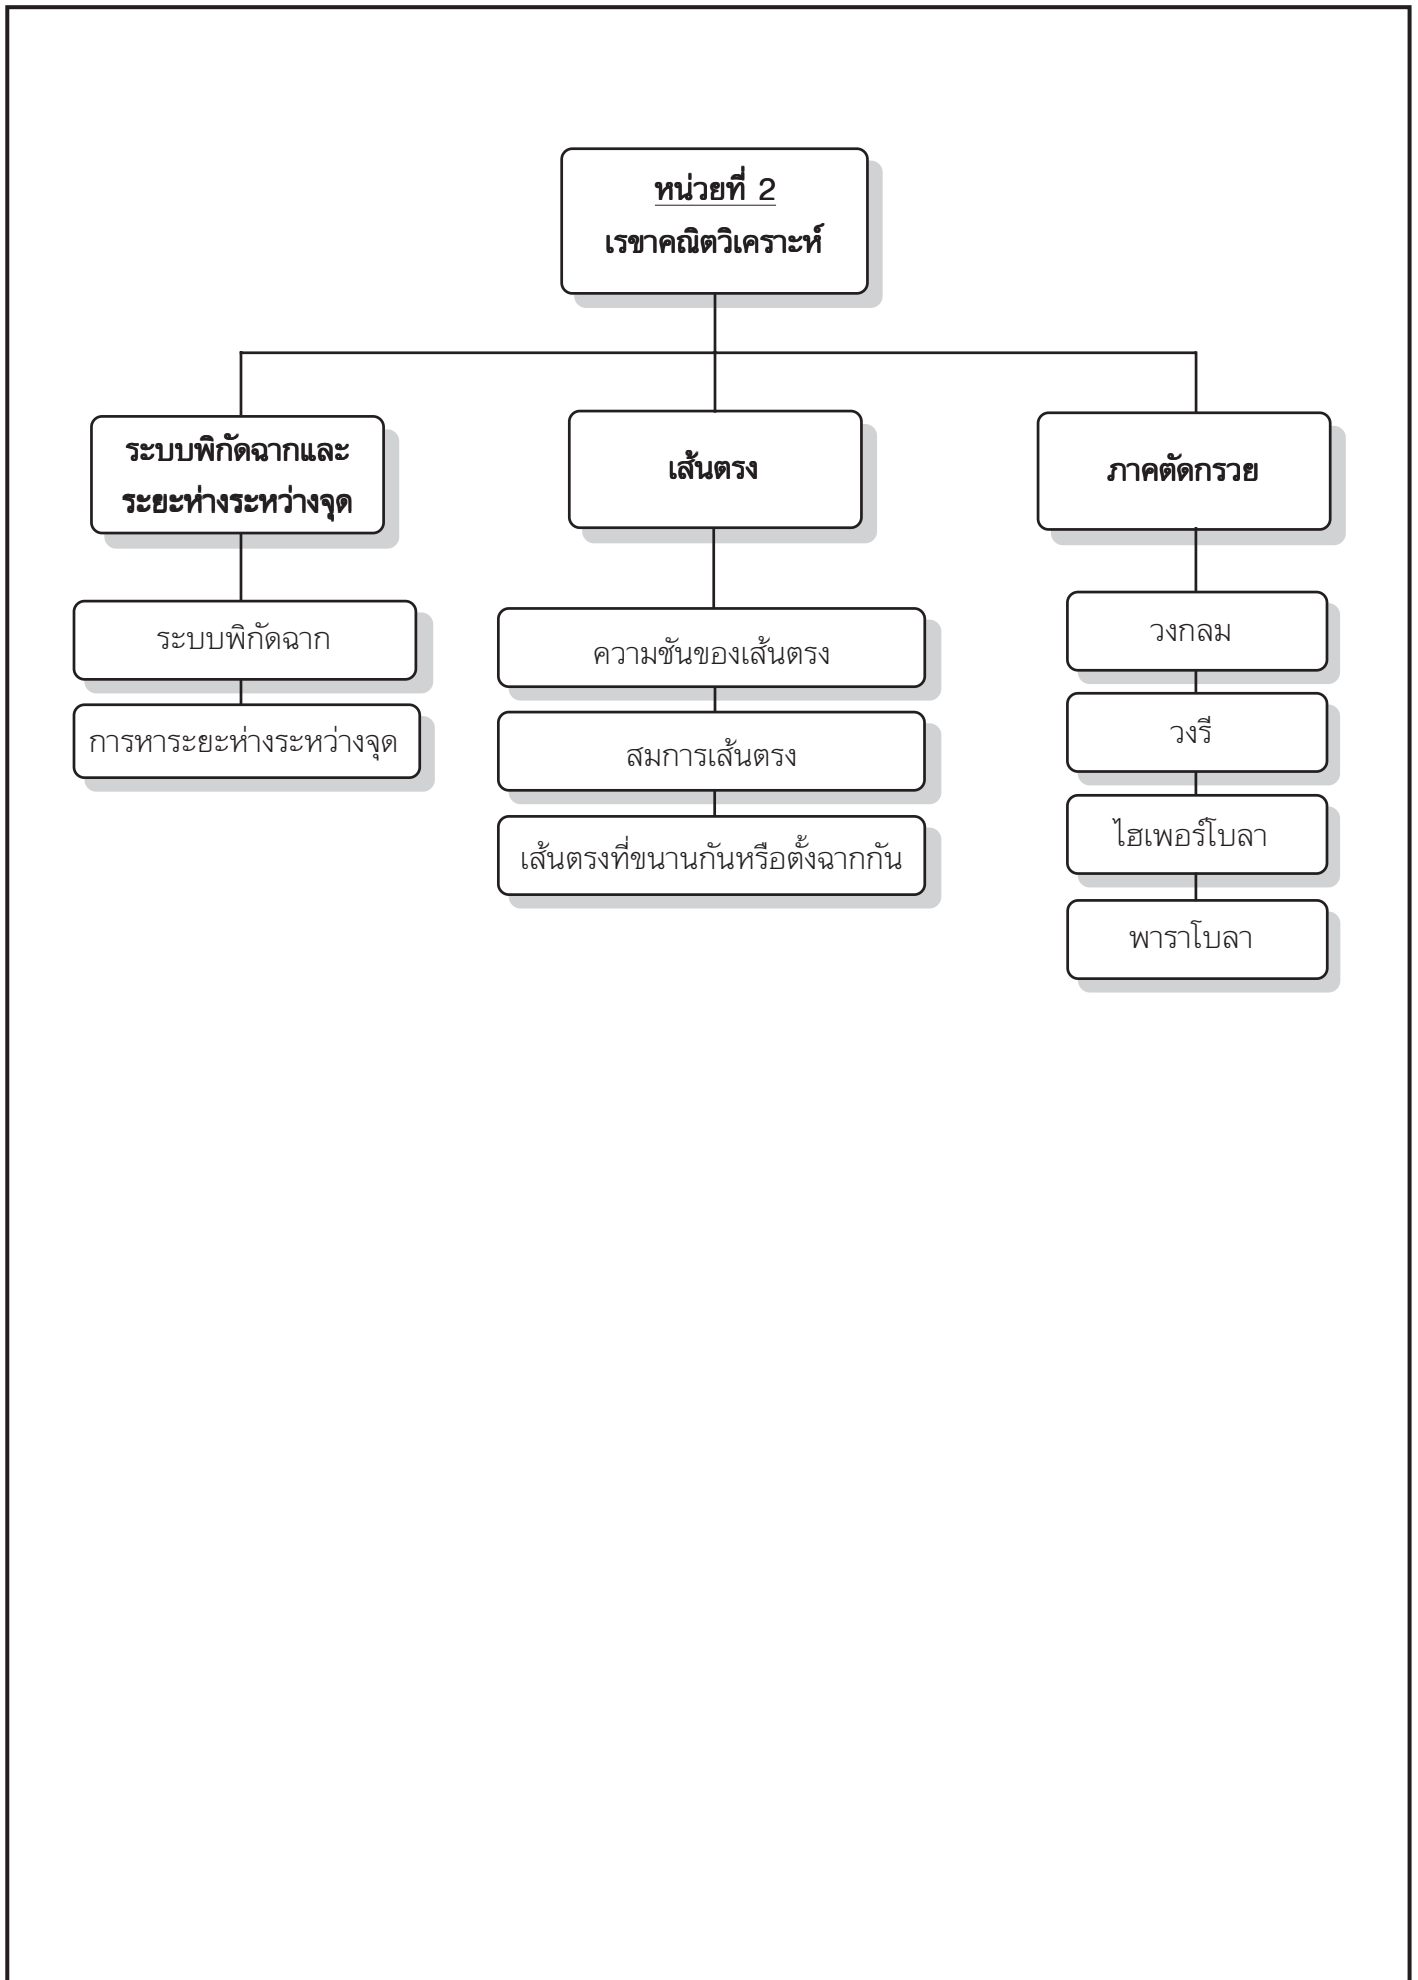 หน่วยที่ 2
เรขาคณิตวิเคราะห์
ระบบพิกัดฉากและ
ระยะห่างระหว่างจุด
ระบบพิกัดฉาก
การหาระยะห่างระหว่างจุด
เส้นตรง
ความชันของเส้นตรง
สมการเส้นตรง
เส้นตรงที่ขนานกันหรือตั้งฉากกัน
ภาคตัดกรวย
วงกลม
วงรี
ไฮเพอร์โบลา
พาราโบลา